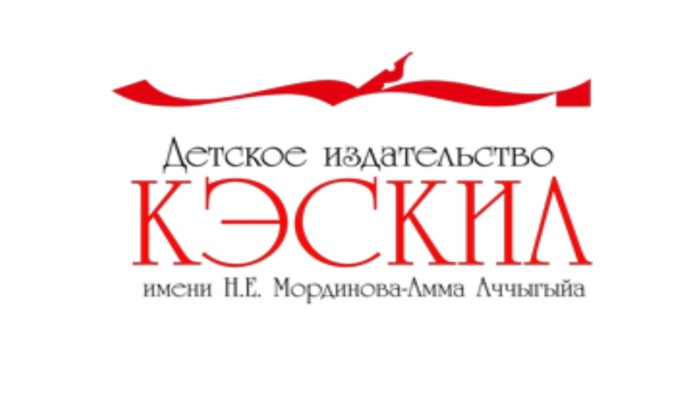 Детское издательство
КЭСКИЛ
имени Н.Е. Мординова-Амма Аччыгыйа